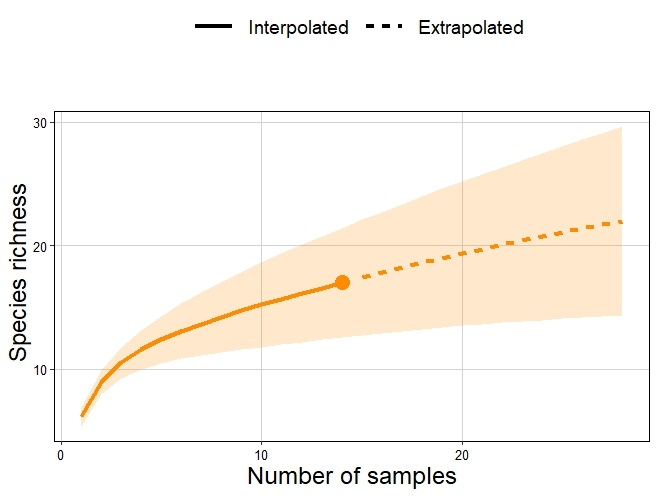 Interpolated Extrapolated
30
20
10
0 10 20
Species richness
Number of samples